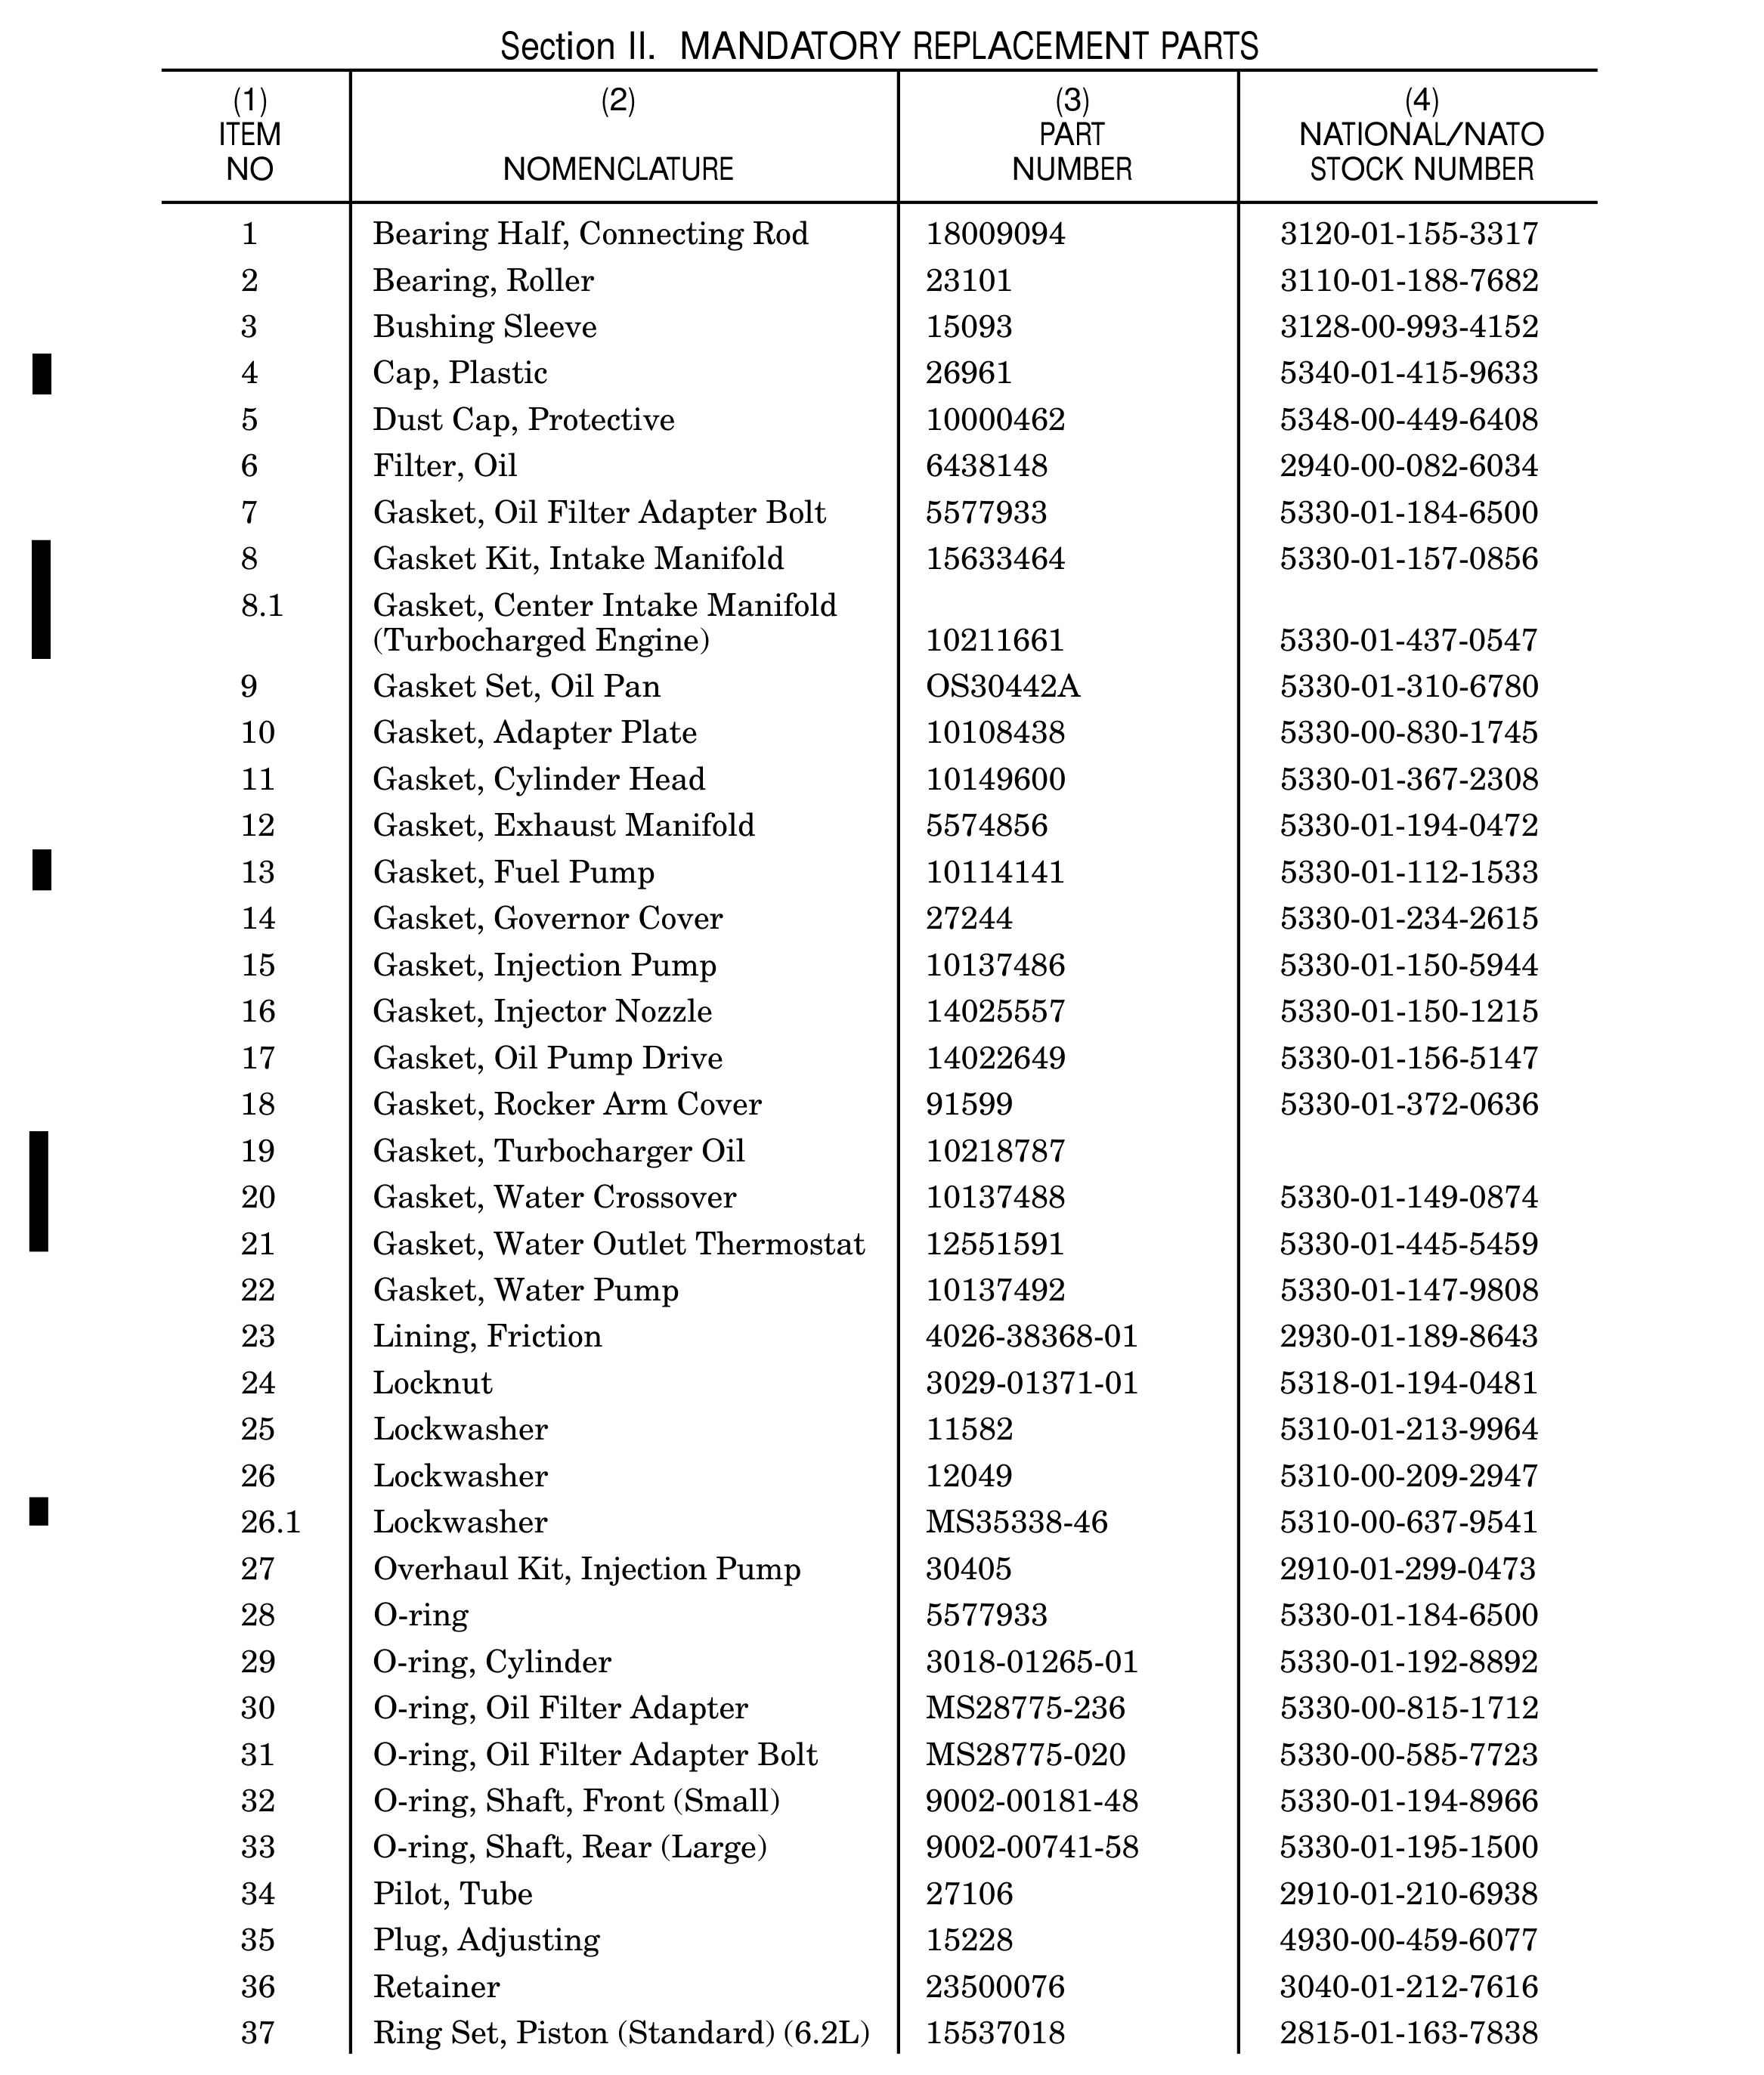 Section II. MANDATORY REPLACEMENT PARTS
(1) (2) (3) (4)
ITEM PART NATIONAL/NATO
NO NOMENCLATURE NUMBER STOCK NUMBER
1 Bearing Half, Connecting Rod 18009094 3120-01-155-3317
2 Bearing, Roller 23101 3110-01-188-7682
3 Bushing Sleeve 15093 3128-00-993-4152
4 Cap, Plastic 26961 5340-01-415-9633
5 Dust Cap, Protective 10000462 5348-00-449-6408
6 Filter, Oil 6438148 2940-00-082-6034
7 Gasket, Oil Filter Adapter Bolt 5577933 5330-01-184-6500
8 Gasket Kit, Intake Manifold 15633464 5330-01-157-0856
8.1 Gasket, Center Intake Manifold
(Turbocharged Engine) 10211661 5330-01-437-0547
9 Gasket Set, Oil Pan OS30442A 5330-01-310-6780
10 Gasket, Adapter Plate 10108438 5330-00-830-1745
11 Gasket, Cylinder Head 10149600 5330-01-367-2308
12 Gasket, Exhaust Manifold 5574856 5330-01-194-0472
13 Gasket, Fuel Pump 10114141 5330-01-112-1533
14 Gasket, Governor Cover 27244 5330-01-234-2615
15 Gasket, Injection Pump 10137486 5330-01-150-5944
16 Gasket, Injector Nozzle 14025557 5330-01-150-1215
17 Gasket, Oil Pump Drive 14022649 5330-01-156-5147
18 Gasket, Rocker Arm Cover 91599 5330-01-372-0636
19 Gasket, Turbocharger Oil 10218787
20 Gasket, Water Crossover 10137488 5330-01-149-0874
21 Gasket, Water Outlet Thermostat 12551591 5330-01-445-5459
22 Gasket, Water Pump 10137492 5330-01-147-9808
23 Lining, Friction 4026-38368-01 2930-01-189-8643
24 Locknut 3029-01371-01 5318-01-194-0481
25 Lockwasher 11582 5310-01-213-9964
26 Lockwasher 12049 5310-00-209-2947
26.1 Lockwasher MS35338-46 5310-00-637-9541
27 Overhaul Kit, Injection Pump 30405 2910-01-299-0473
28 O-ring 5577933 5330-01-184-6500
29 O-ring, Cylinder 3018-01265-01 5330-01-192-8892
30 O-ring, Oil Filter Adapter MS28775-236 5330-00-815-1712
31 O-ring, Oil Filter Adapter Bolt MS28775-020 5330-00-585-7723
32 O-ring, Shaft, Front (Small) 9002-00181-48 5330-01-194-8966
33 O-ring, Shaft, Rear (Large) 9002-00741-58 5330-01-195-1500
34 Pilot, Tube 27106 2910-01-210-6938
35 Plug, Adjusting 15228 4930-00-459-6077
36 Retainer 23500076 3040-01-212-7616
37 Ring Set, Piston (Standard) (6.2L) 15537018 2815-01-163-7838